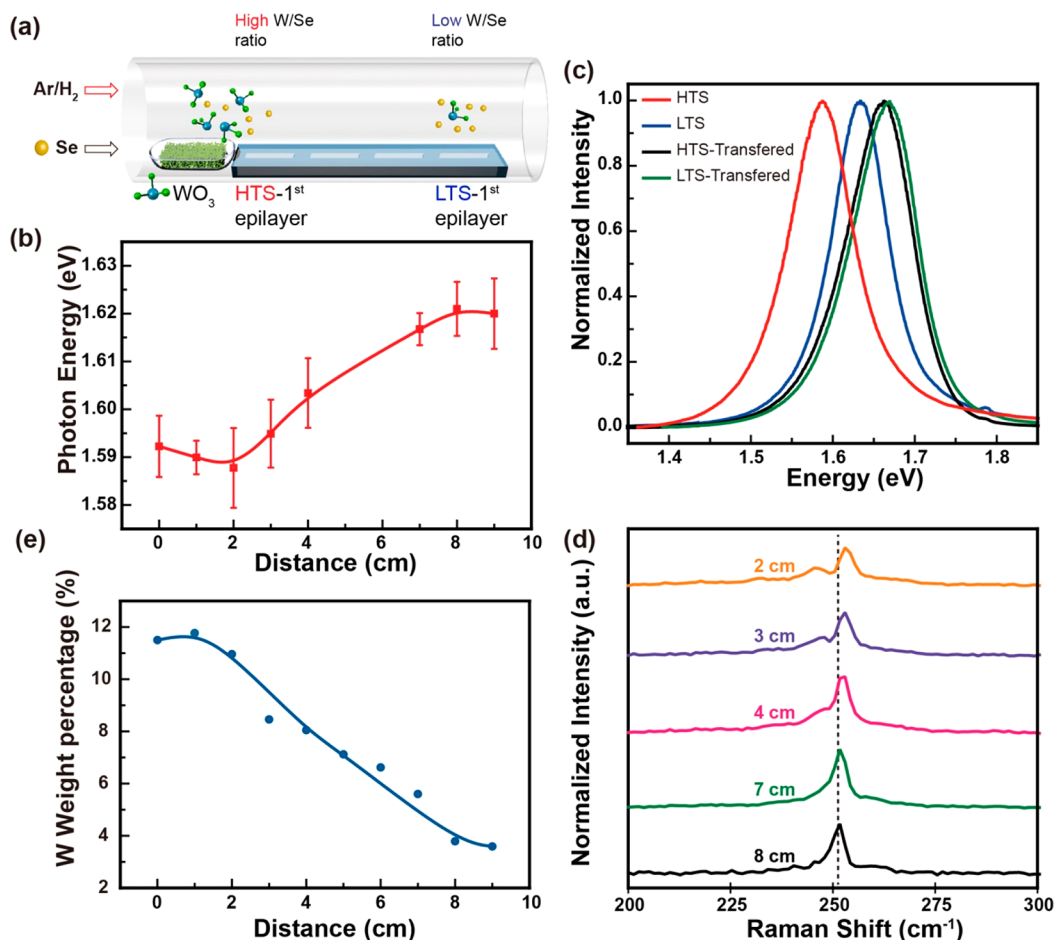 (a)
High W/Se
ratio
Low W/Se
ratio
Ar/H2
Se
WO3
HTS-1st
epilayer
LTS-1st
epilayer
(b)
Photon Energy (eV)
1.63
1.62
1.61
1.60
1.59
1.58
0 2 4 6 8 10
Distance (cm)
(c)
Normalized Intensity
1.0
0.8
0.6
0.4
0.2
0.0
HTS
LTS
HTS-Transfered
LTS-Transfered
1.4 1.5 1.6 1.7 1.8
Energy (eV)
(e)
W Weight percentage (%)
12
10
8
6
4
2
0 2 4 6 8 10
Distance (cm)
(d)
Normalized Intensity (a.u.)
2 cm
3 cm
4 cm
7 cm
8 cm
200 225 250 275 300
Raman Shift (cm-1)